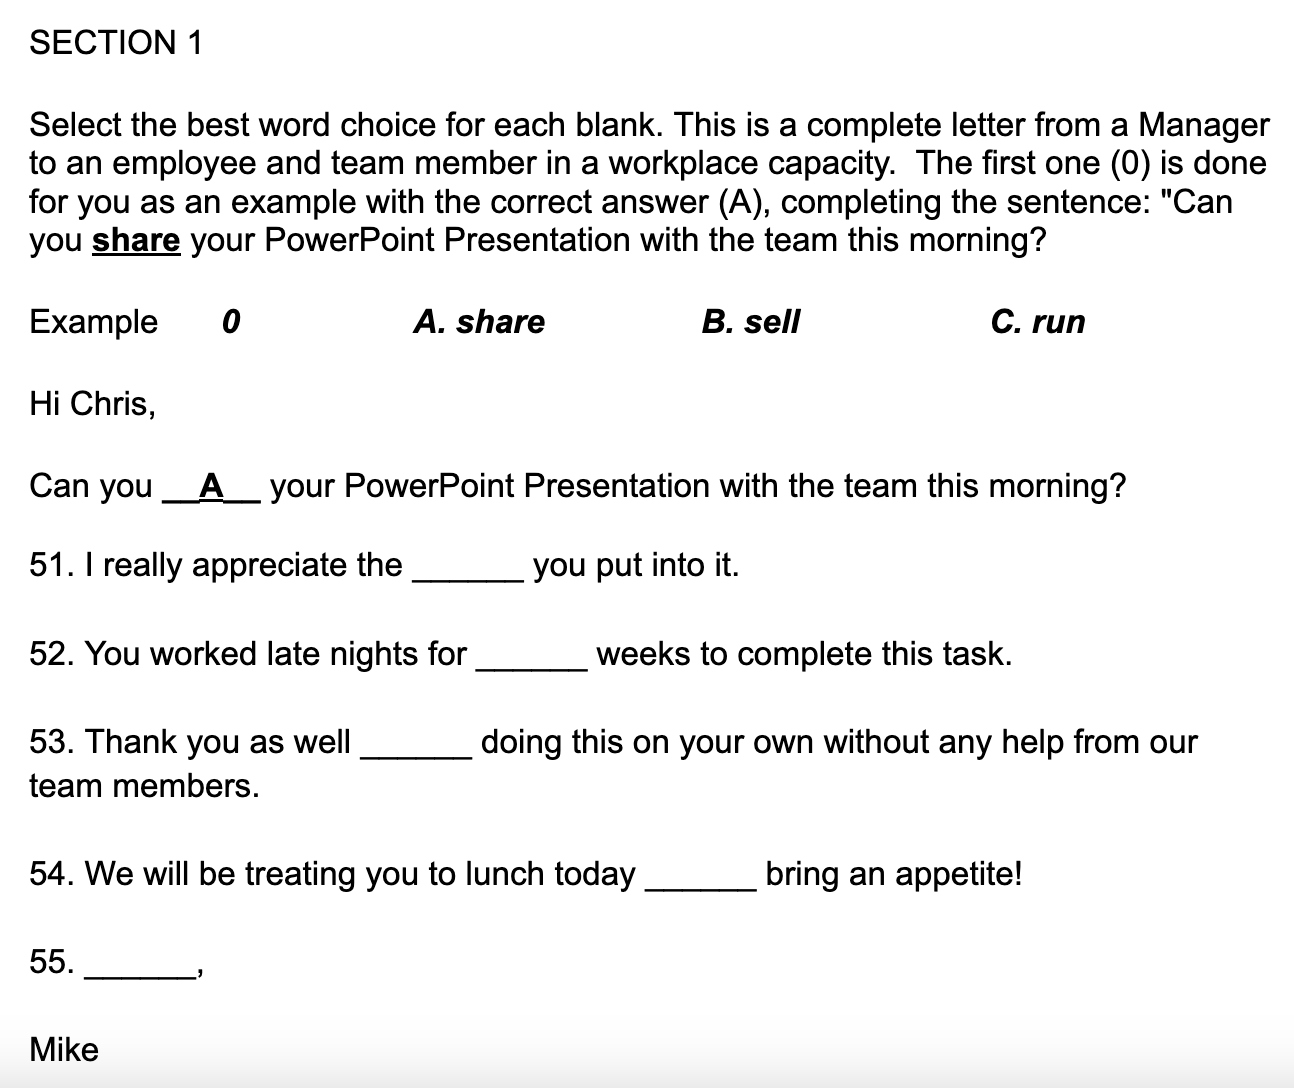 SECTION 1
Select the best word choice for each blank. This is a complete letter from a Manager
to an employee and team member in a workplace capacity.  The first one (0) is done
for you as an example with the correct answer (A), completing the sentence: "Can
you share your PowerPoint Presentation with the team this morning?
Example 0 A. share B. sell C. run
Hi Chris,
Can you __A__ your PowerPoint Presentation with the team this morning?
51. I really appreciate the ______ you put into it.
52. You worked late nights for ______ weeks to complete this task.
53. Thank you as well ______ doing this on your own without any help from our
team members.
54. We will be treating you to lunch today ______ bring an appetite!
55. ______,
Mike